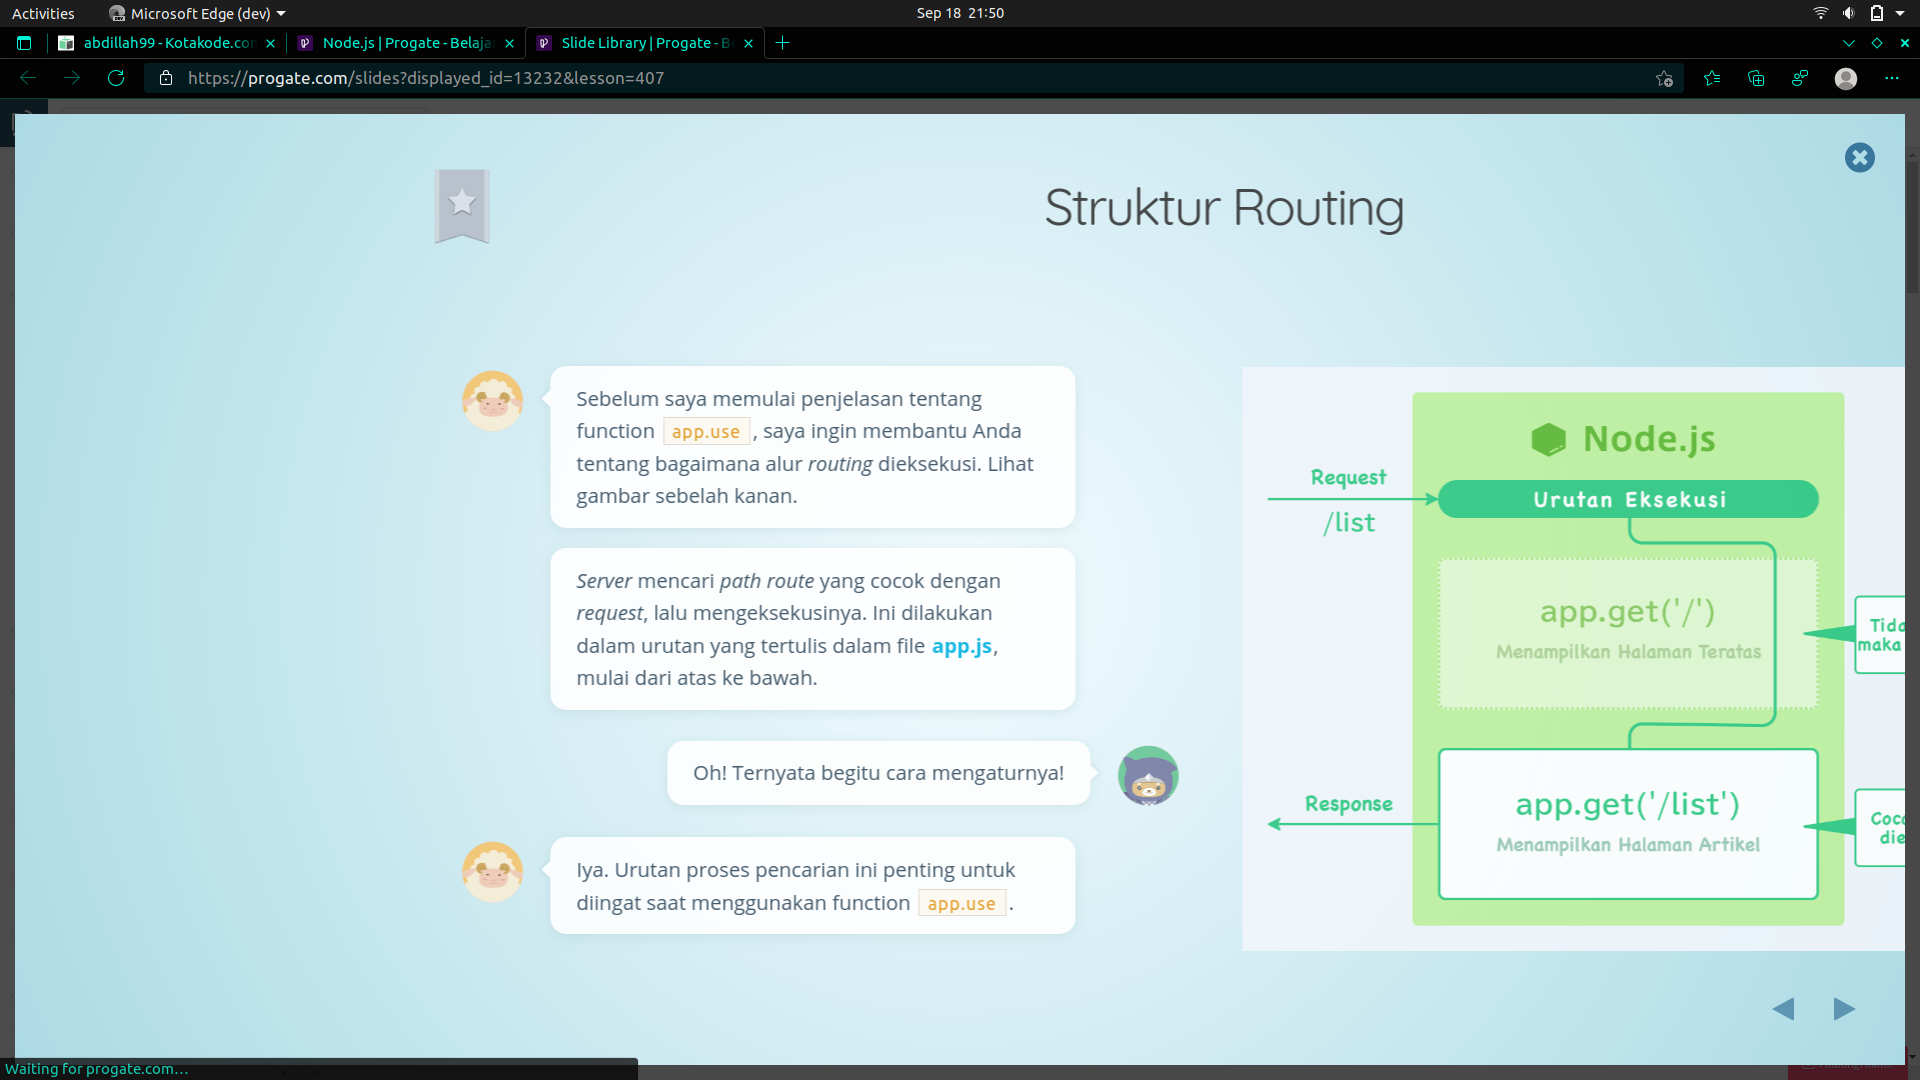 Activities
Microsoft Edge (dev)
Sep 18 21:50
abdillah99 - Kotakode.com
Node.js | Progate - Belaja
Slide Library | Progate - Be
https://progate.com/slides?displayed_id=13232&lesson=407
Struktur Routing
Sebelum saya memulai penjelasan tentang
function app.use, saya ingin membantu Anda
tentang bagaimana alur routing dieksekusi. Lihat
gambar sebelah kanan.
Server mencari path route yang cocok dengan
request, lalu mengeksekusinya. Ini dilakukan
dalam urutan yang tertulis dalam file app.js,
mulai dari atas ke bawah.
Oh! Ternyata begitu cara mengaturnya!
Iya. Urutan proses pencarian ini penting untuk
diingat saat menggunakan function app.use.
Node.js
Request
/list
Urutan Eksekusi
app.get('/')
Menampilkan Halaman Teratas
Tida
maka
app.get('/list')
Menampilkan Halaman Artikel
Response
Coco
die
Waiting for progate.com...